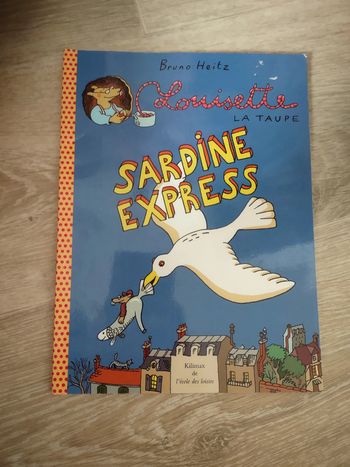 Bruno Heitz
Louisette
LA TAUPE
SARDINE
EXPRESS
Kilimax
de
l'école des loisirs